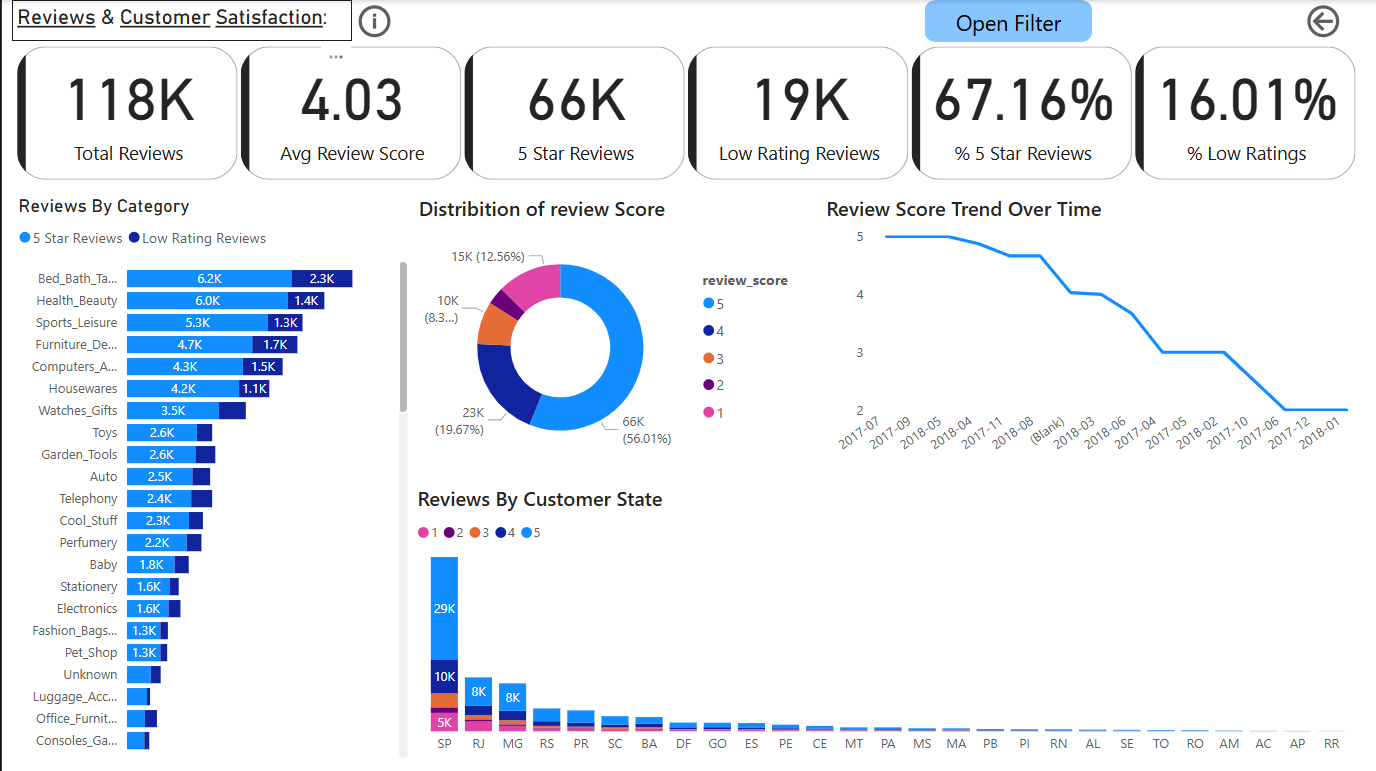 Reviews & Customer Satisfaction:
Open Filter
118K
Total Reviews
4.03
Avg Review Score
66K
5 Star Reviews
19K
Low Rating Reviews
67.16%
% 5 Star Reviews
16.01%
% Low Ratings
Reviews By Category
5 Star Reviews
Low Rating Reviews
Bed_Bath_Ta... 6.2K 2.3K
Health_Beauty 6.0K 1.4K
Sports_Leisure 5.3K 1.3K
Furniture_De... 4.7K 1.7K
Computers_A... 4.3K 1.5K
Housewares 4.2K 1.1K
Watches_Gifts 3.5K
Toys 2.6K
Garden_Tools 2.6K
Auto 2.5K
Telephony 2.4K
Cool_Stuff 2.3K
Perfumery 2.2K
Baby 1.8K
Stationery 1.6K
Electronics 1.6K
Fashion_Bags... 1.3K
Pet_Shop 1.3K
Unknown
Luggage_Acc...
Office_Furnit...
Consoles_Ga...
Distribition of review Score
15K (12.56%)
10K
(8.3...)
23K
(19.67%)
66K
(56.01%)
review_score
5
4
3
2
1
Review Score Trend Over Time
5
4
3
2
2017-07
2017-09
2018-05
2018-04
2017-11
2018-08
(Blank)
2018-03
2018-06
2017-04
2017-05
2018-02
2017-10
2017-06
2017-12
2018-01
Reviews By Customer State
1 2 3 4 5
29K
10K
5K
8K
8K
SP RJ MG RS PR SC BA DF GO ES PE CE MT PA MS MA PB PI RN AL SE TO RO AM AC AP RR